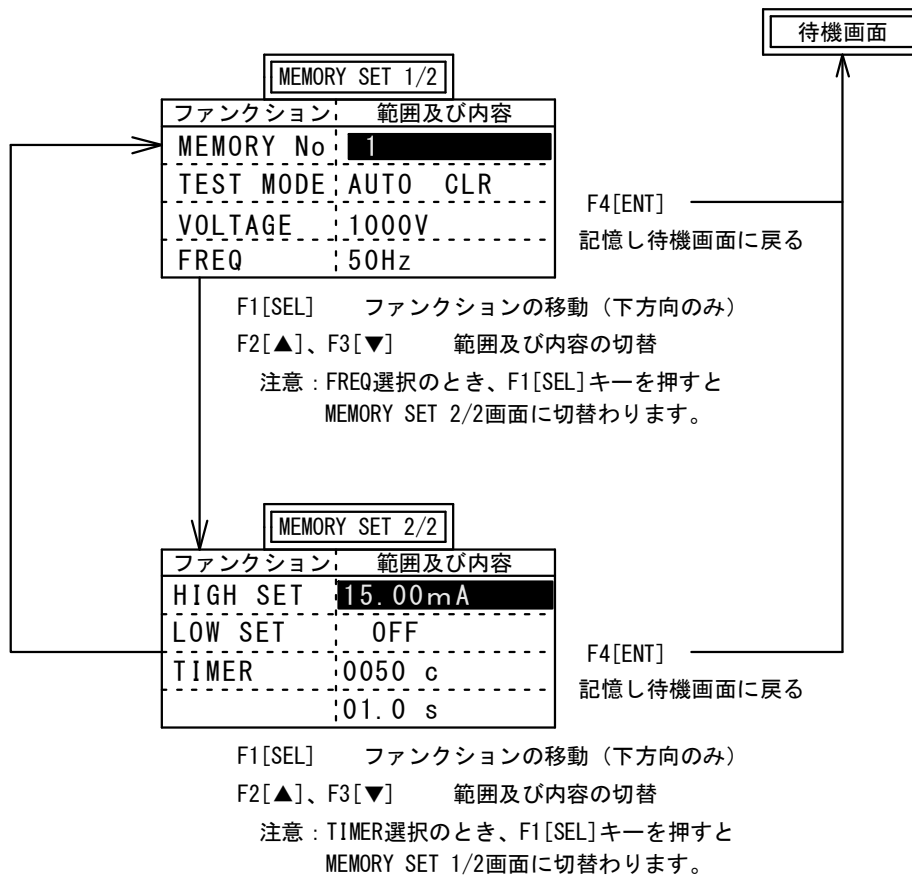 待機画面
MEMORY SET 1/2
ファンクション 範囲及び内容
MEMORY No 1
TEST MODE AUTO CLR
VOLTAGE 1000V
FREQ 50Hz
F4[ENT]
記憶し待機画面に戻る
F1[SEL] ファンクションの移動（下方向のみ）
F2[▲]、F3[▼] 範囲及び内容の切替
注意：FREQ選択のとき、F1[SEL]キーを押すと
MEMORY SET 2/2画面に切替わります。
MEMORY SET 2/2
ファンクション 範囲及び内容
HIGH SET 15.00mA
LOW SET OFF
TIMER 0050 c
01.0 s
F4[ENT]
記憶し待機画面に戻る
F1[SEL] ファンクションの移動（下方向のみ）
F2[▲]、F3[▼] 範囲及び内容の切替
注意：TIMER選択のとき、F1[SEL]キーを押すと
MEMORY SET 1/2画面に切替わります。